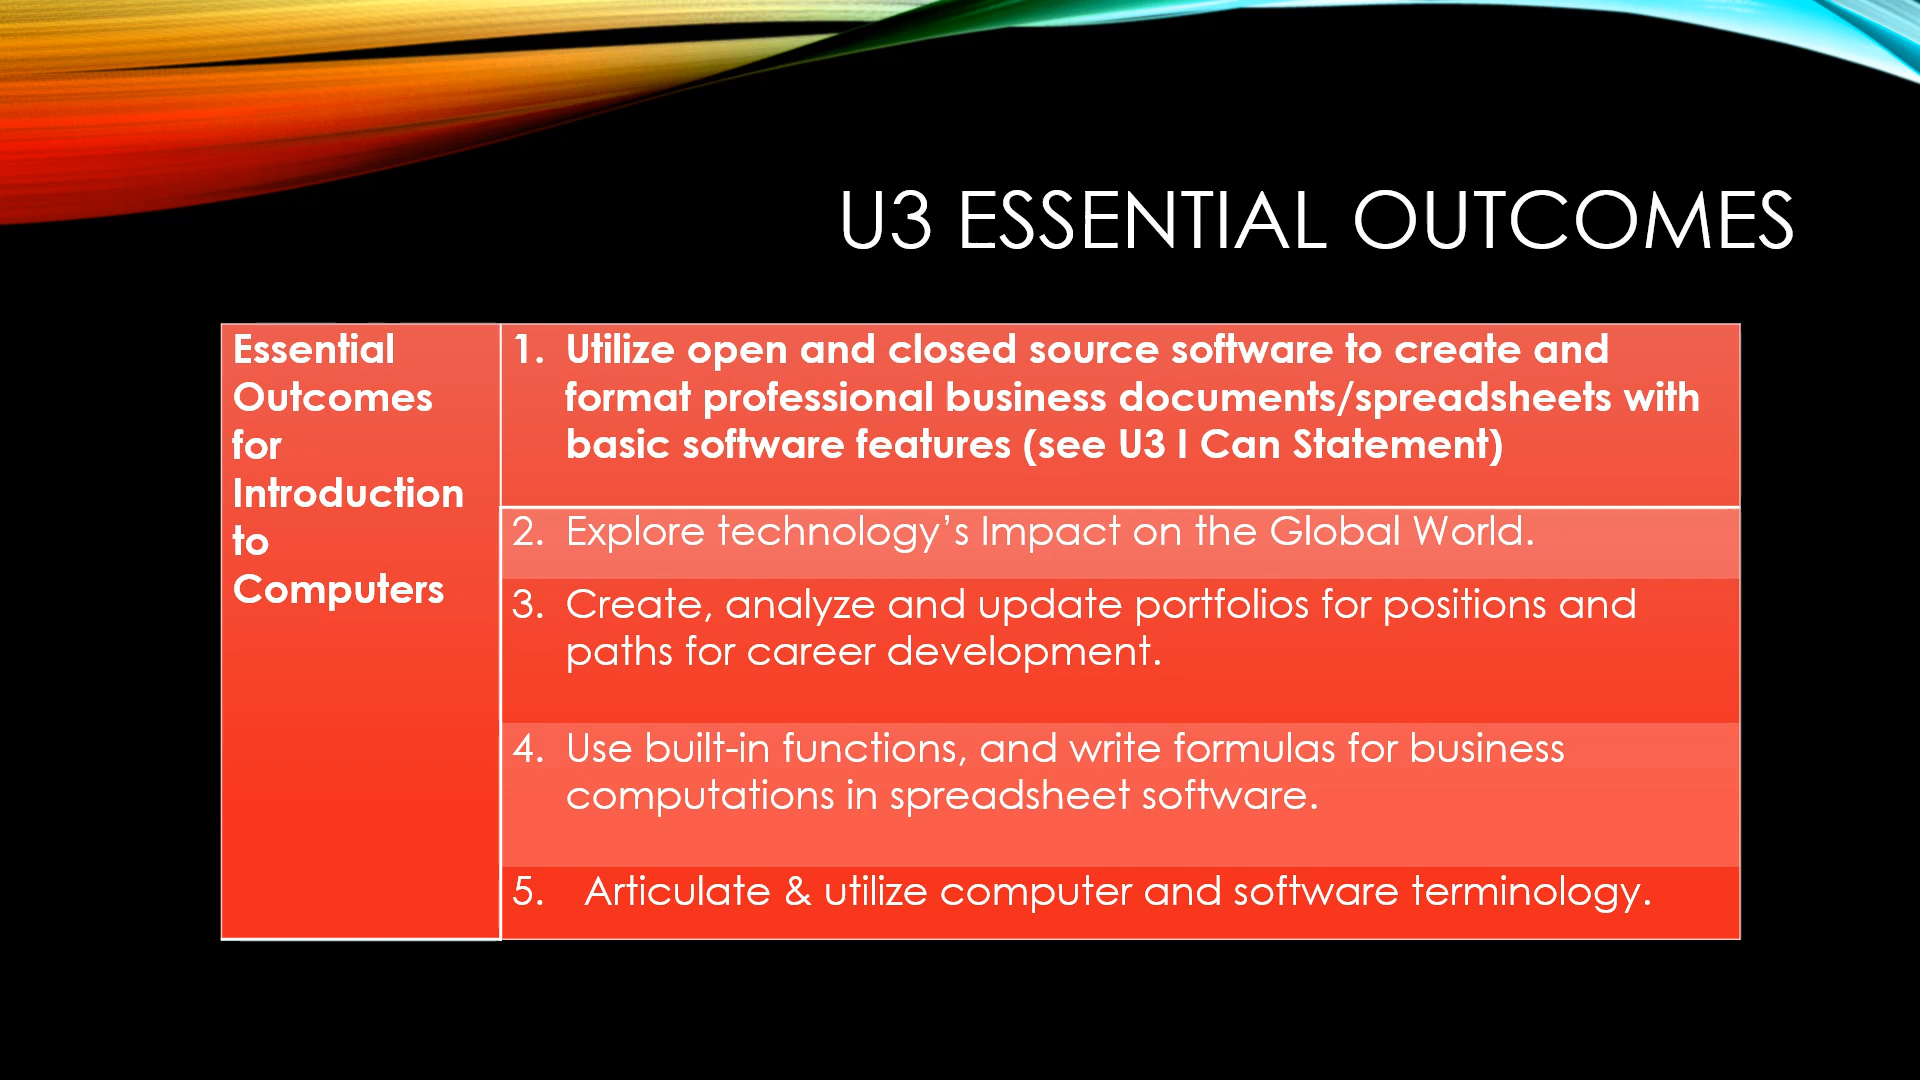 U3 ESSENTIAL OUTCOMES
Essential
Outcomes
for
Introduction
to
Computers
1. Utilize open and closed source software to create and
format professional business documents/spreadsheets with
basic software features (see U3 I Can Statement)
2. Explore technology’s Impact on the Global World.
3. Create, analyze and update portfolios for positions and
paths for career development.
4. Use built-in functions, and write formulas for business
computations in spreadsheet software.
5. Articulate & utilize computer and software terminology.